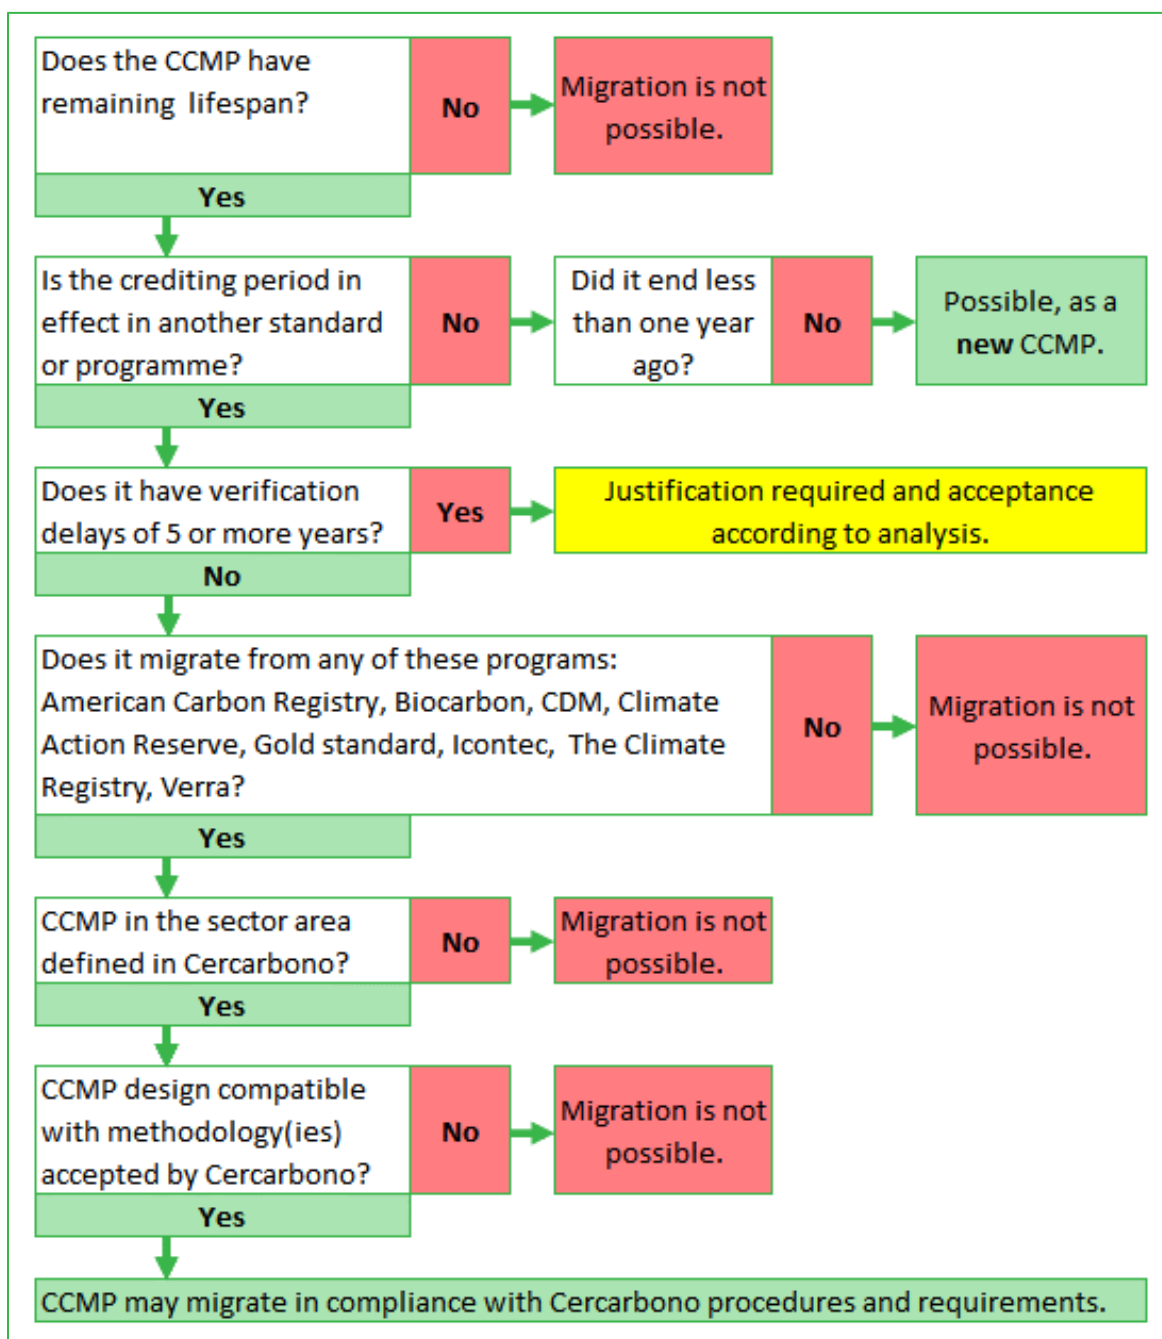 Does the CCMP have
remaining lifespan?
No
Migration is not
possible.
Yes
Is the crediting period in
effect in another standard
or programme?
No
Did it end less
than one year
ago?
No
Possible, as a
new CCMP.
Yes
Does it have verification
delays of 5 or more years?
Yes
Justification required and acceptance
according to analysis.
No
Does it migrate from any of these programs:
American Carbon Registry, Biocarbon, CDM, Climate
Action Reserve, Gold standard, Icontec, The Climate
Registry, Verra?
No
Migration is not
possible.
Yes
CCMP in the sector area
defined in Cercarbono?
No
Migration is not
possible.
Yes
CCMP design compatible
with methodology(ies)
accepted by Cercarbono?
No
Migration is not
possible.
Yes
CCMP may migrate in compliance with Cercarbono procedures and requirements.